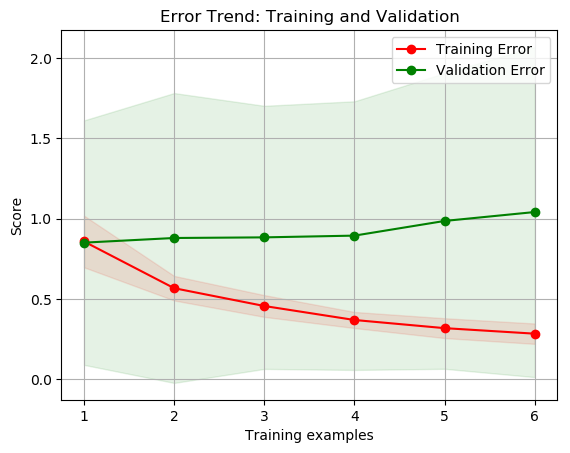 Error Trend: Training and Validation
Training Error
Validation Error
2.0
1.5
1.0
0.5
0.0
Score
1 2 3 4 5 6
Training examples